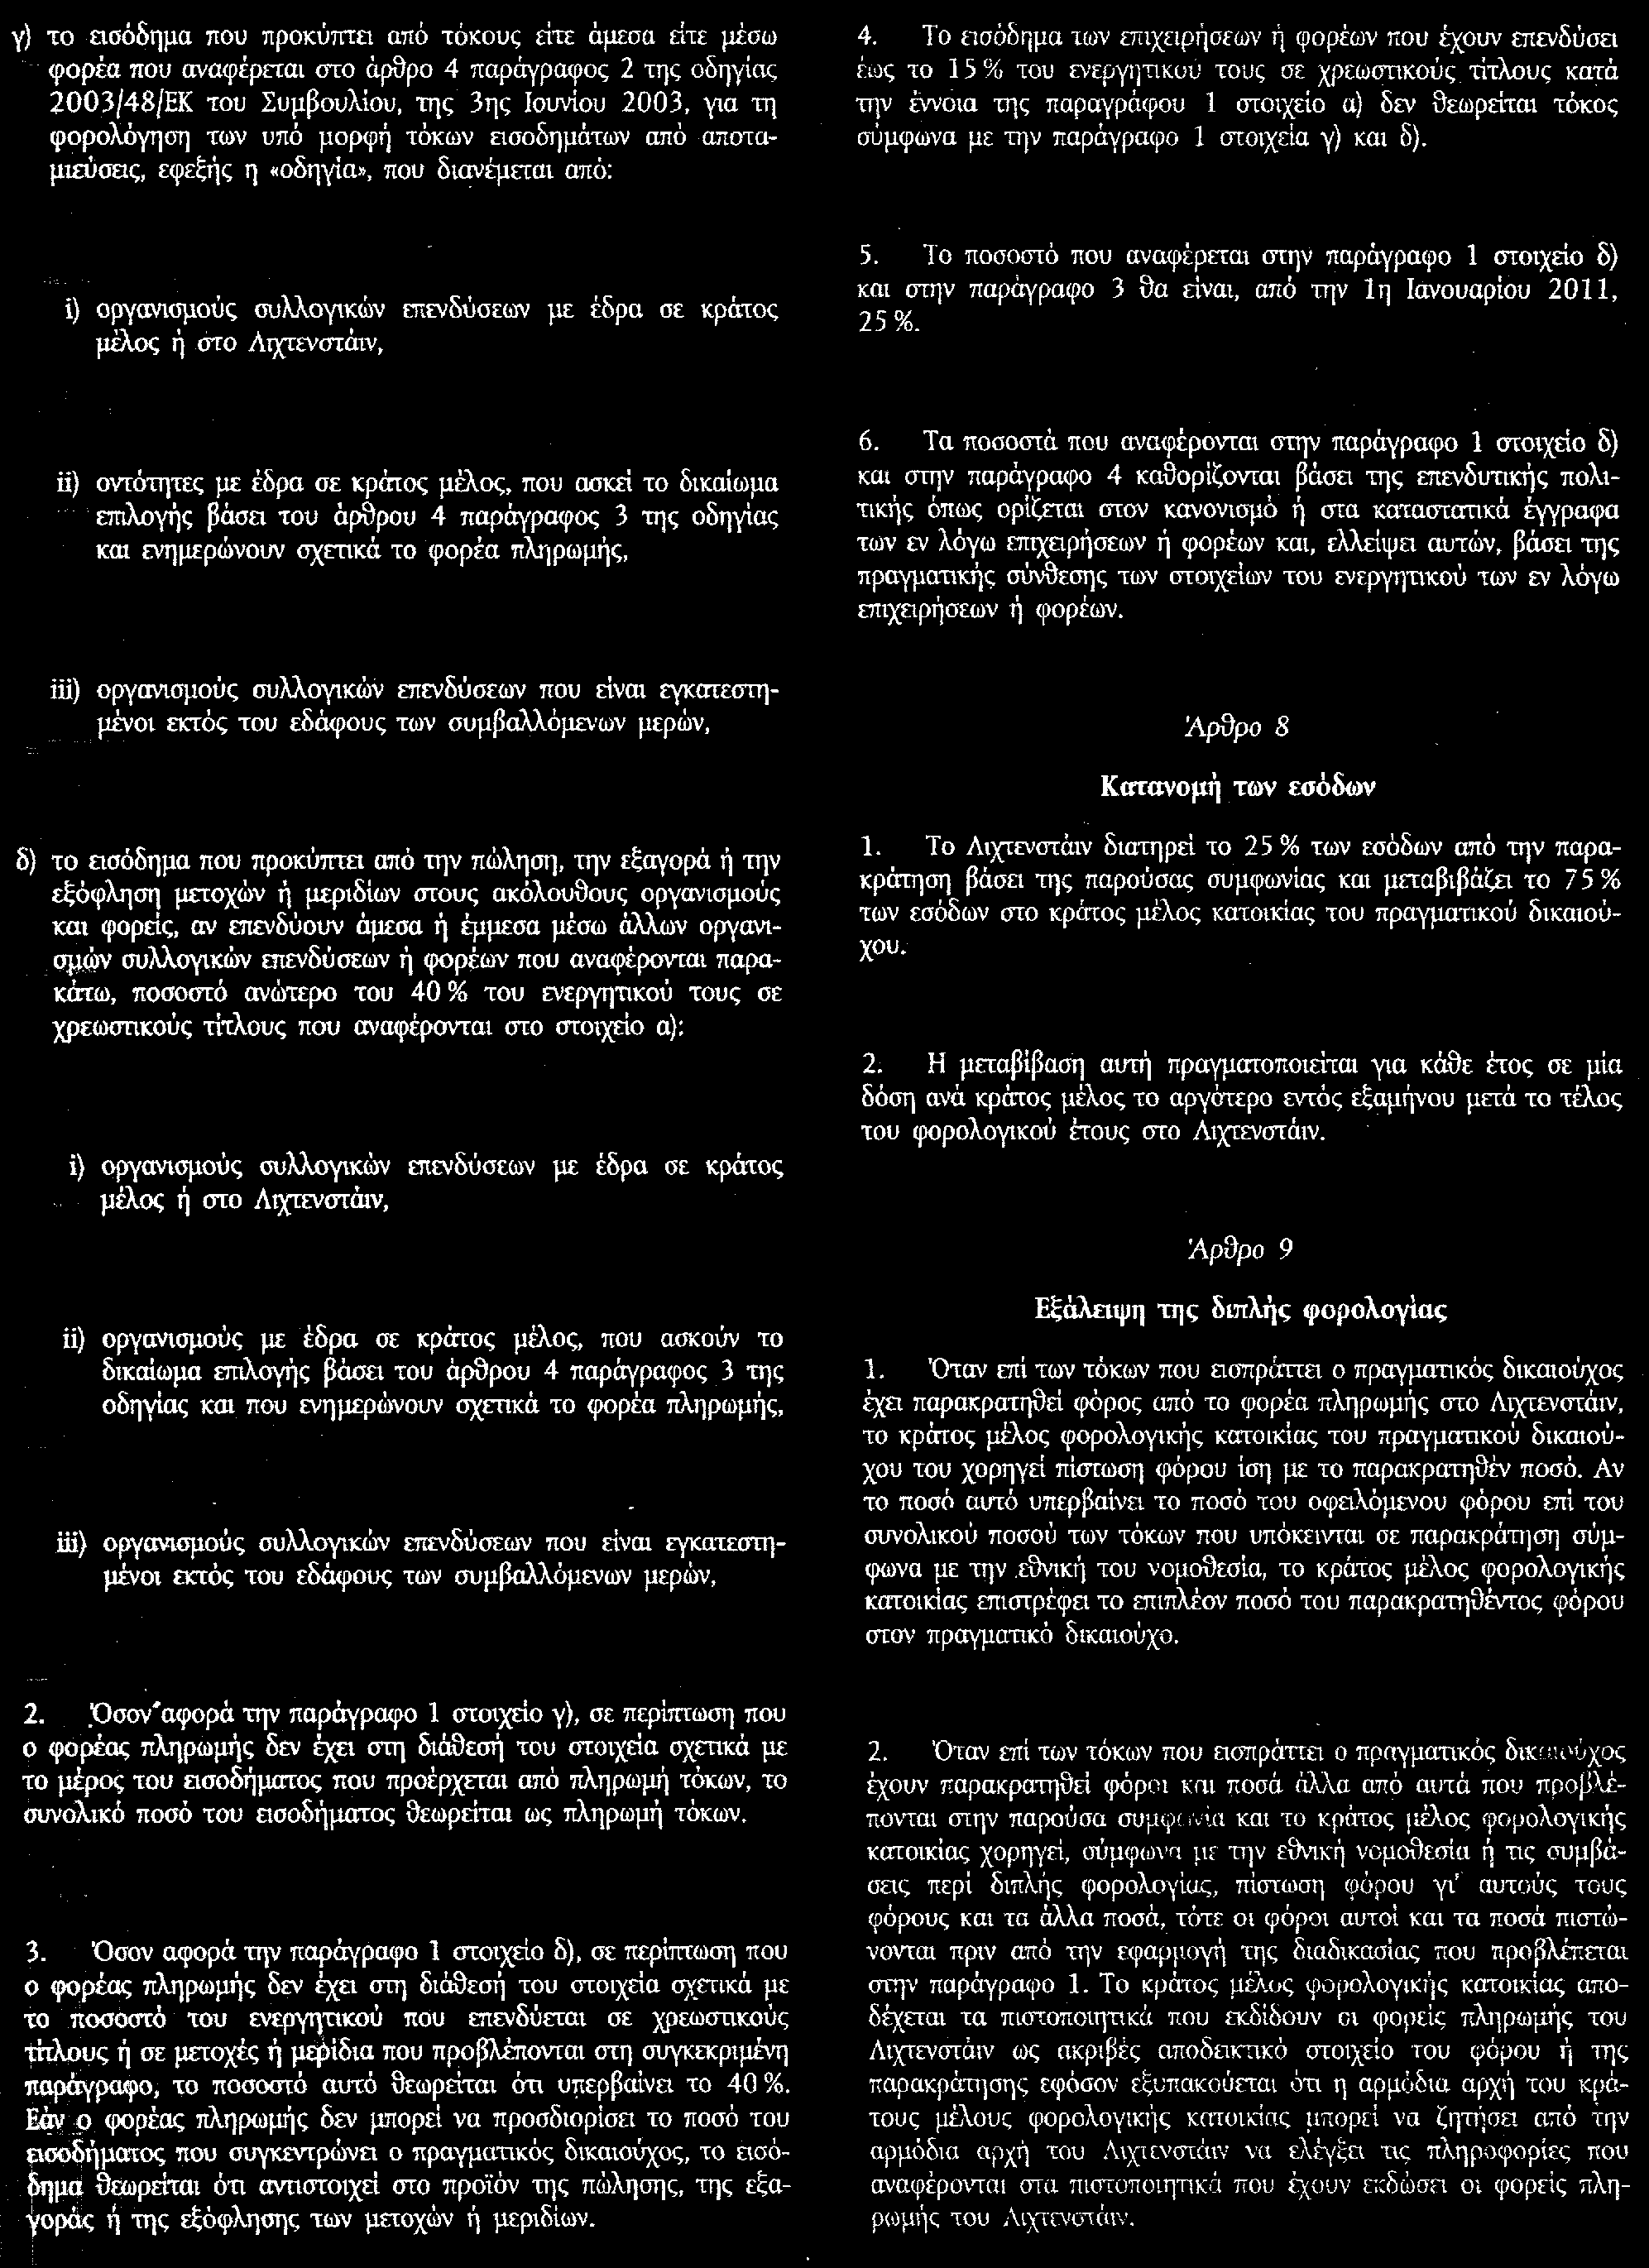 γ) το εισόδημα που προκύπτει από τόκους είτε άμεσα είτε μέσω
φορέα που αναφέρεται στο άρθρο 4 παράγραφος 2 της οδηγίας
2003/48/ΕΚ του Συμβουλίου, της 3ης Ιουνίου 2003, για τη
φορολόγηση των υπό μορφή τόκων εισοδημάτων από αποτα-
μιεύσεις, εφεξής η «οδηγία», που διανέμεται από:
i) οργανισμούς συλλογικών επενδύσεων με έδρα σε κράτος
μέλος ή στο Λιχτενστάιν,
ii) οντότητες με έδρα σε κράτος μέλος, που ασκεί το δικαίωμα
επιλογής βάσει του άρθρου 4 παράγραφος 3 της οδηγίας
και ενημερώνουν σχετικά το φορέα πληρωμής,
iii) οργανισμούς συλλογικών επενδύσεων που είναι εγκατεστη-
μένοι εκτός του εδάφους των συμβαλλόμενων μερών,
δ) το εισόδημα που προκύπτει από την πώληση, την εξαγορά ή την
εξόφληση μετοχών ή μεριδίων στους ακόλουθους οργανισμούς
και φορείς, αν επενδύουν άμεσα ή έμμεσα μέσω άλλων οργανι-
σμών συλλογικών επενδύσεων ή φορέων που αναφέρονται παρα-
κάτω, ποσοστό ανώτερο του 40 % του ενεργητικού τους σε
χρεωστικούς τίτλους που αναφέρονται στο στοιχείο α):
i) οργανισμούς συλλογικών επενδύσεων με έδρα σε κράτος
μέλος ή στο Λιχτενστάιν,
ii) οργανισμούς με έδρα σε κράτος μέλος, που ασκούν το
δικαίωμα επιλογής βάσει του άρθρου 4 παράγραφος 3 της
οδηγίας και που ενημερώνουν σχετικά το φορέα πληρωμής,
iii) οργανισμούς συλλογικών επενδύσεων που είναι εγκατεστη-
μένοι εκτός του εδάφους των συμβαλλόμενων μερών,
2. Όσον αφορά την παράγραφο 1 στοιχείο γ), σε περίπτωση που
ο φορέας πληρωμής δεν έχει στη διάθεσή του στοιχεία σχετικά με
το μέρος του εισοδήματος που προέρχεται από πληρωμή τόκων, το
συνολικό ποσό του εισοδήματος θεωρείται ως πληρωμή τόκων.
3. Όσον αφορά την παράγραφο 1 στοιχείο δ), σε περίπτωση που
ο φορέας πληρωμής δεν έχει στη διάθεσή του στοιχεία σχετικά με
το ποσοστό του ενεργητικού που επενδύεται σε χρεωστικούς
τίτλους ή σε μετοχές ή μερίδια που προβλέπονται στη συγκεκριμένη
παράγραφο, το ποσοστό αυτό θεωρείται ότι υπερβαίνει το 40 %.
Εάν ο φορέας πληρωμής δεν μπορεί να προσδιορίσει το ποσό του
εισοδήματος που συγκεντρώνει ο πραγματικός δικαιούχος, το εισό-
δημα θεωρείται ότι αντιστοιχεί στο προϊόν της πώλησης, της εξα-
γοράς ή της εξόφλησης των μετοχών ή μεριδίων.
4. Το εισόδημα των επιχειρήσεων ή φορέων που έχουν επενδύσει
έως το 15 % του ενεργητικού τους σε χρεωστικούς τίτλους κατά
την έννοια της παραγράφου 1 στοιχείο α) δεν θεωρείται τόκος
σύμφωνα με την παράγραφο 1 στοιχεία γ) και δ).
5. Το ποσοστό που αναφέρεται στην παράγραφο 1 στοιχείο δ)
και στην παράγραφο 3 θα είναι, από την 1η Ιανουαρίου 2011,
25 %.
6. Τα ποσοστά που αναφέρονται στην παράγραφο 1 στοιχείο δ)
και στην παράγραφο 4 καθορίζονται βάσει της επενδυτικής πολι-
τικής όπως ορίζεται στον κανονισμό ή στα καταστατικά έγγραφα
των εν λόγω επιχειρήσεων ή φορέων και, ελλείψει αυτών, βάσει της
πραγματικής σύνθεσης των στοιχείων του ενεργητικού των εν λόγω
επιχειρήσεων ή φορέων.
Άρθρο 8
Κατανομή των εσόδων
1. Το Λιχτενστάιν διατηρεί το 25 % των εσόδων από την παρα-
κράτηση βάσει της παρούσας συμφωνίας και μεταβιβάζει το 75 %
των εσόδων στο κράτος μέλος κατοικίας του πραγματικού δικαιού-
χου.
2. Η μεταβίβαση αυτή πραγματοποιείται για κάθε έτος σε μία
δόση ανά κράτος μέλος το αργότερο εντός εξαμήνου μετά το τέλος
του φορολογικού έτους στο Λιχτενστάιν.
Άρθρο 9
Εξάλειψη της διπλής φορολογίας
1. Όταν επί των τόκων που εισπράττει ο πραγματικός δικαιούχος
έχει παρακρατηθεί φόρος από το φορέα πληρωμής στο Λιχτενστάιν,
το κράτος μέλος φορολογικής κατοικίας του πραγματικού δικαιού-
χου του χορηγεί πίστωση φόρου ίση με το παρακρατηθέν ποσό. Αν
το ποσό αυτό υπερβαίνει το ποσό του οφειλόμενου φόρου επί του
συνολικού ποσού των τόκων που υπόκεινται σε παρακράτηση σύμ-
φωνα με την εθνική του νομοθεσία, το κράτος μέλος φορολογικής
κατοικίας επιστρέφει το επιπλέον ποσό του παρακρατηθέντος φόρου
στον πραγματικό δικαιούχο.
2. Όταν επί των τόκων που εισπράττει ο πραγματικός δικαιούχος
έχουν παρακρατηθεί φόροι και ποσά άλλα από αυτά που προβλέ-
πονται στην παρούσα συμφωνία και το κράτος μέλος φορολογικής
κατοικίας χορηγεί, σύμφωνα με την εθνική νομοθεσία ή τις συμβά-
σεις περί διπλής φορολογίας, πίστωση φόρου γι' αυτούς τους
φόρους και τα άλλα ποσά, τότε οι φόροι αυτοί και τα ποσά πιστώ-
νονται πριν από την εφαρμογή της διαδικασίας που προβλέπεται
στην παράγραφο 1. Το κράτος μέλος φορολογικής κατοικίας απο-
δέχεται τα πιστοποιητικά που εκδίδουν οι φορείς πληρωμής του
Λιχτενστάιν ως ακριβές αποδεικτικό στοιχείο του φόρου ή της
παρακράτησης εφόσον εξυπακούεται ότι η αρμόδια αρχή του κρά-
τους μέλους φορολογικής κατοικίας μπορεί να ζητήσει από την
αρμόδια αρχή του Λιχτενστάιν να ελέγξει τις πληροφορίες που
αναφέρονται στα πιστοποιητικά που έχουν εκδώσει οι φορείς πλη-
ρωμής του Λιχτενστάιν.